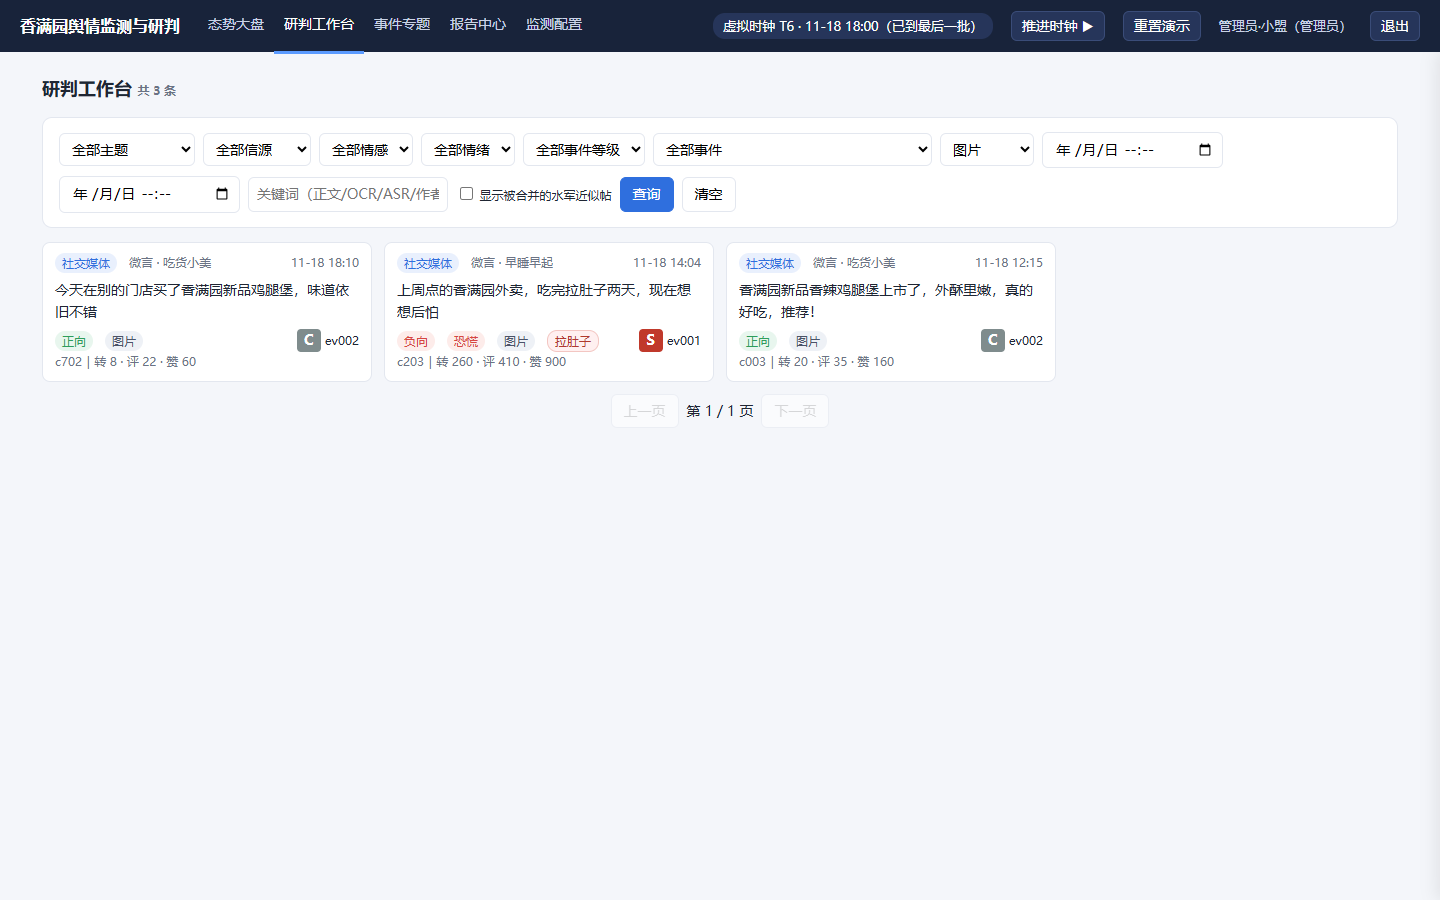 香满园舆情监测与研判 态势大盘 研判工作台 事件专题 报告中心 监测配置 虚拟时钟 T6 · 11-18 18:00（已到最后一批） 推进时钟 ▶ 重置演示 管理员·小盟（管理员） 退出
研判工作台 共 3 条
全部主题 全部信源 全部情感 全部情绪 全部事件等级 全部事件 图片 年 /月/日 --:--
年 /月/日 --:-- 关键词（正文/OCR/ASR/作者 显示被合并的水军近似帖 查询 清空
社交媒体 微言 · 吃货小美 11-18 18:10
今天在别的门店买了香满园新品鸡腿堡，味道依
旧不错
正向 图片 C ev002
c702 | 转 8 · 评 22 · 赞 60
社交媒体 微言 · 早睡早起 11-18 14:04
上周点的香满园外卖，吃完拉肚子两天，现在想
想后怕
负向 恐慌 图片 拉肚子 S ev001
c203 | 转 260 · 评 410 · 赞 900
社交媒体 微言 · 吃货小美 11-18 12:15
香满园新品香辣鸡腿堡上市了，外酥里嫩，真的
好吃，推荐！
正向 图片 C ev002
c003 | 转 20 · 评 35 · 赞 160
上一页 第 1 / 1 页 下一页